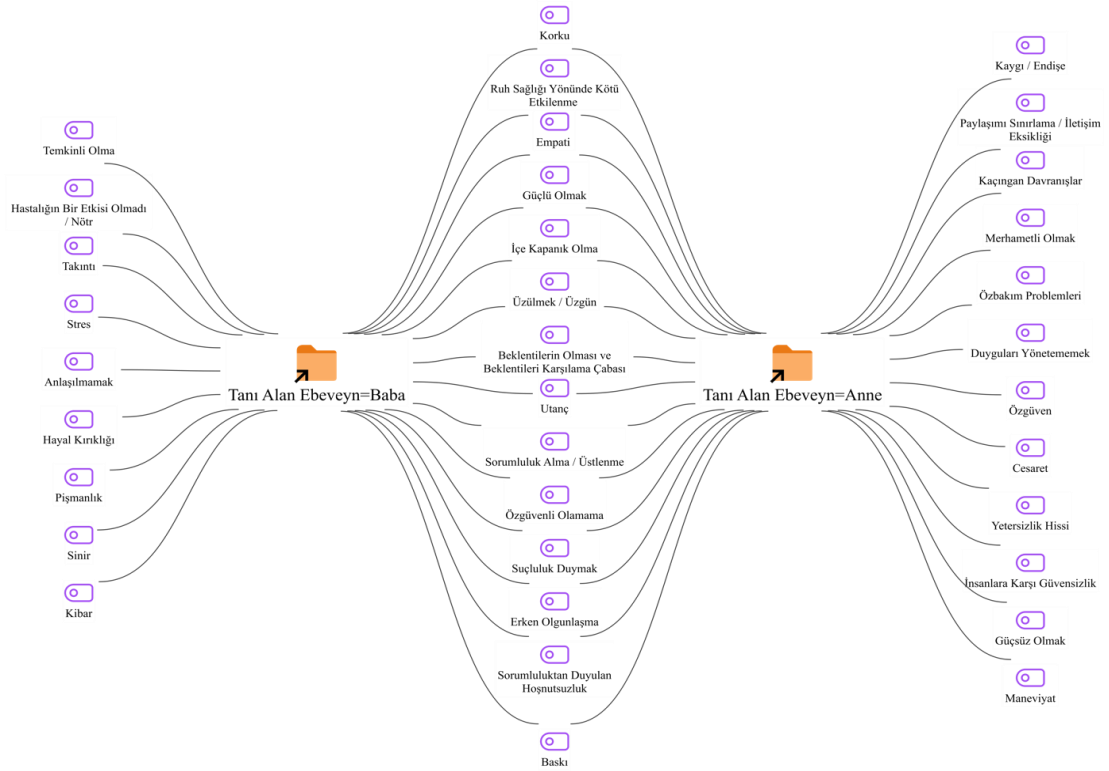 Temkinli Olma
Hastalığın Bir Etkisi Olmadı
/ Nötr
Takıntı
Stres
Anlaşılmamak
Hayal Kırıklığı
Pişmanlık
Sinir
Kibar
Tanı Alan Ebeveyn=Baba
Korku
Ruh Sağlığı Yönünde Kötü
Etkilenme
Empati
Güçlü Olmak
İçe Kapanık Olma
Üzülmek / Üzgün
Beklentilerin Olması ve
Beklentileri Karşılama Çabası
Utanç
Sorumluluk Alma / Üstlenme
Özgüvenli Olamama
Suçluluk Duymak
Erken Olgunlaşma
Sorumluluktan Duyulan
Hoşnutsuzluk
Baskı
Tanı Alan Ebeveyn=Anne
Kaygı / Endişe
Paylaşımı Sınırlama / İletişim
Eksikliği
Kaçıngan Davranışlar
Merhametli Olmak
Özbakım Problemleri
Duyguları Yönetememek
Özgüven
Cesaret
Yetersizlik Hissi
İnsanlara Karşı Güvensizlik
Güçsüz Olmak
Maneviyat